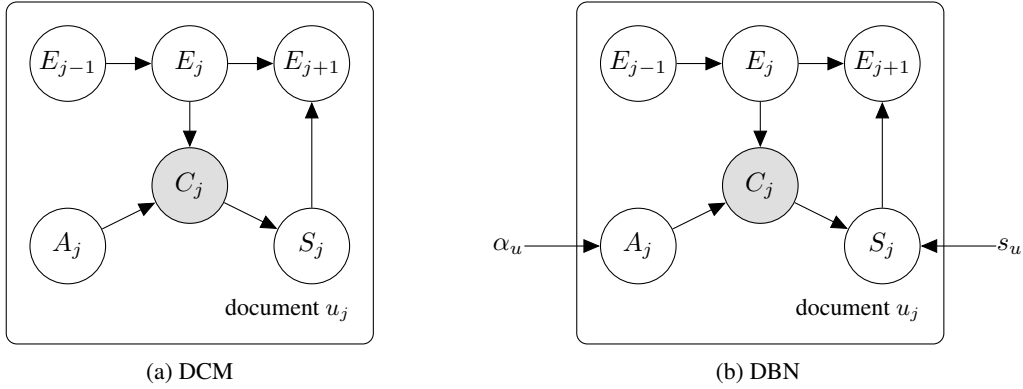 E_{j−1} E_j E_{j+1}
C_j
A_j S_j
document u_j
(a) DCM
E_{j−1} E_j E_{j+1}
C_j
α_u A_j S_j s_u
document u_j
(b) DBN